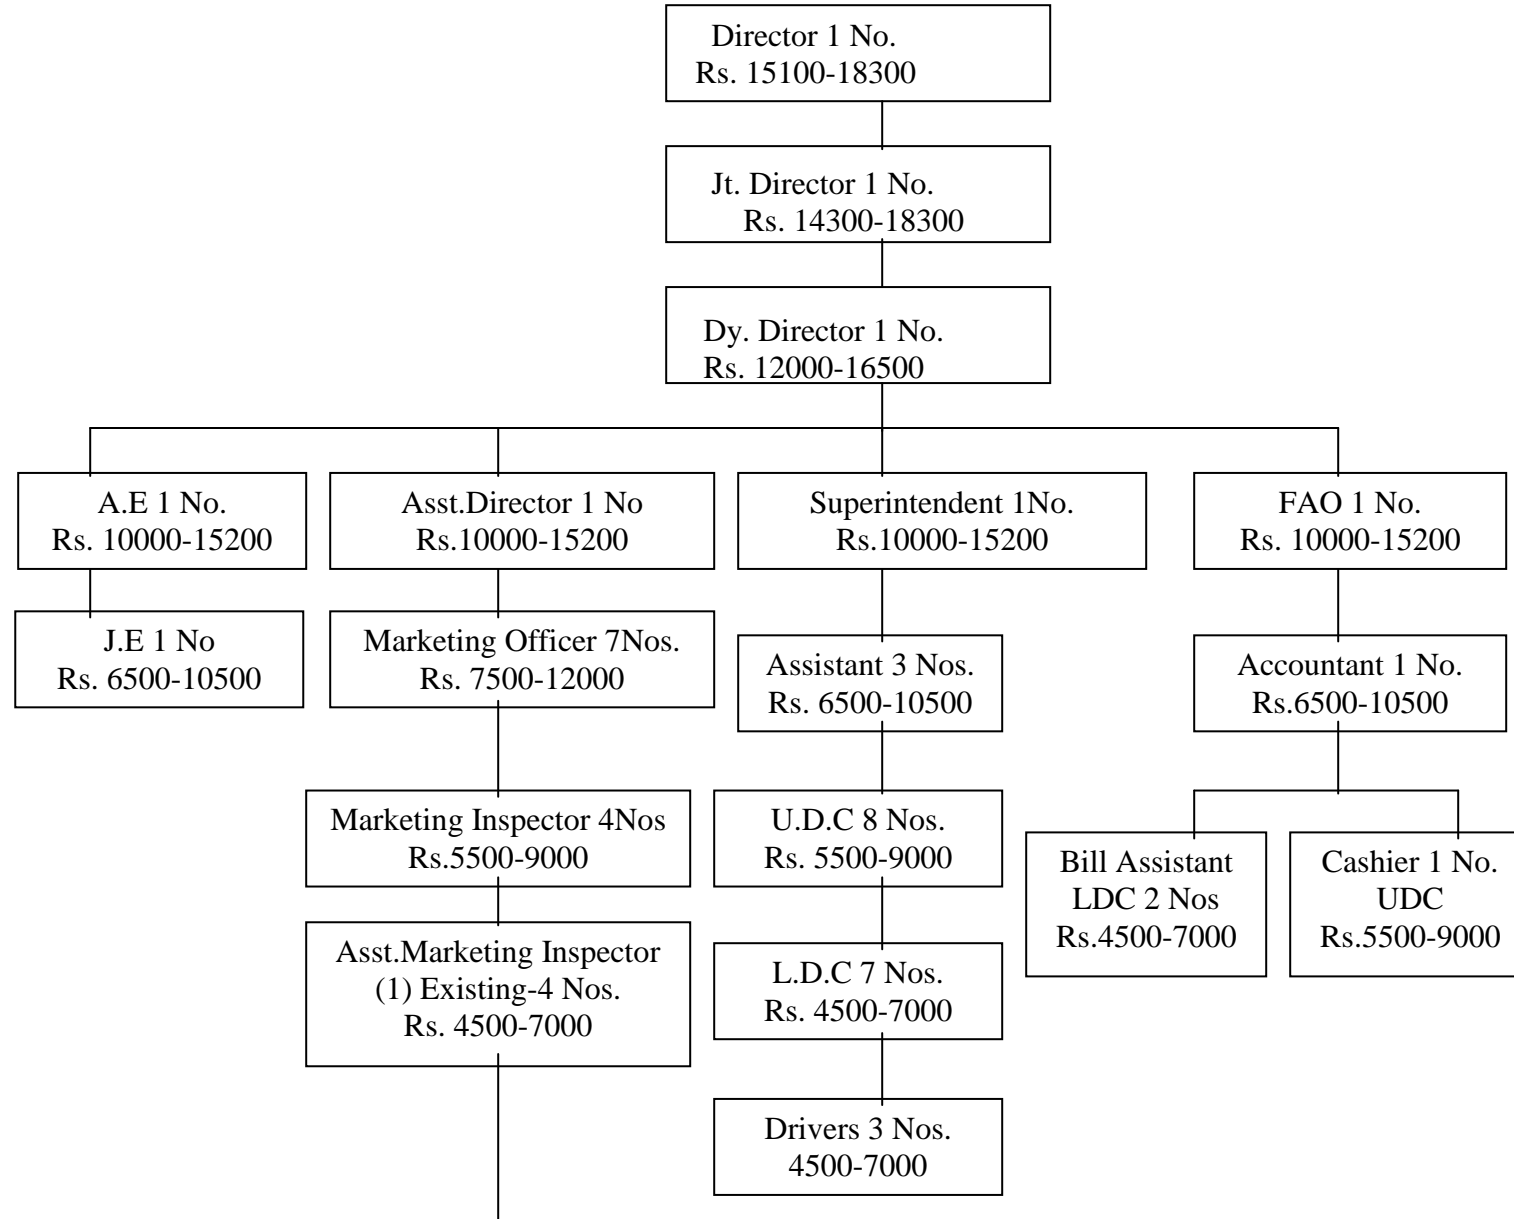 Director 1 No.
Rs. 15100-18300
Jt. Director 1 No.
Rs. 14300-18300
Dy. Director 1 No.
Rs. 12000-16500
A.E 1 No.
Rs. 10000-15200
Asst.Director 1 No
Rs.10000-15200
Superintendent 1No.
Rs.10000-15200
FAO 1 No.
Rs. 10000-15200
J.E 1 No
Rs. 6500-10500
Marketing Officer 7Nos.
Rs. 7500-12000
Assistant 3 Nos.
Rs. 6500-10500
Accountant 1 No.
Rs.6500-10500
Marketing Inspector 4Nos
Rs.5500-9000
U.D.C 8 Nos.
Rs. 5500-9000
Bill Assistant
LDC 2 Nos
Rs.4500-7000
Cashier 1 No.
UDC
Rs.5500-9000
Asst.Marketing Inspector
(1) Existing-4 Nos.
Rs. 4500-7000
L.D.C 7 Nos.
Rs. 4500-7000
Drivers 3 Nos.
4500-7000